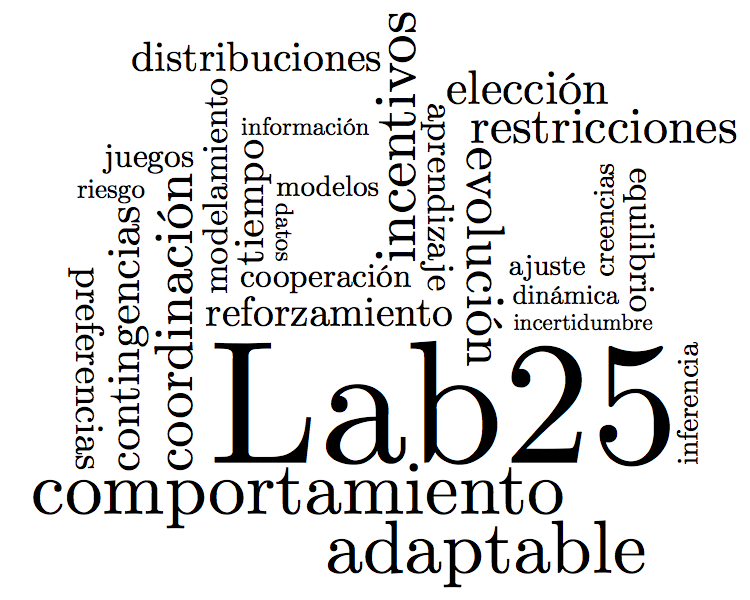 distribuciones
incentivos
elección
restricciones
modelamiento
información
aprendizaje
juegos
tiempo
modelos
evolución
riesgo
coordinación
datos
creencias
equilibrio
contingencias
preferencias
cooperación
ajuste
dinámica
reforzamiento
incertidumbre
Lab25
inferencia
comportamiento
adaptable